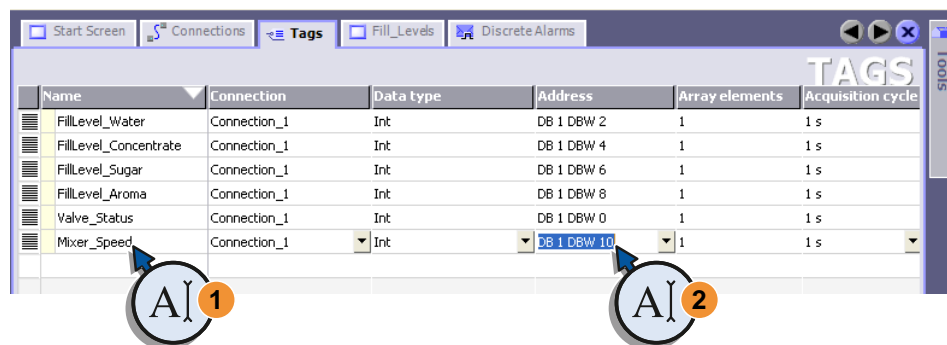 Start Screen Connections Tags Fill_Levels Discrete Alarms
Tools
TAGS
Name Connection Data type Address Array elements Acquisition cycle
FillLevel_Water Connection_1 Int DB 1 DBW 2 1 1 s
FillLevel_Concentrate Connection_1 Int DB 1 DBW 4 1 1 s
FillLevel_Sugar Connection_1 Int DB 1 DBW 6 1 1 s
FillLevel_Aroma Connection_1 Int DB 1 DBW 8 1 1 s
Valve_Status Connection_1 Int DB 1 DBW 0 1 1 s
Mixer_Speed Connection_1 Int DB 1 DBW 10 1 1 s
A 1 A 2